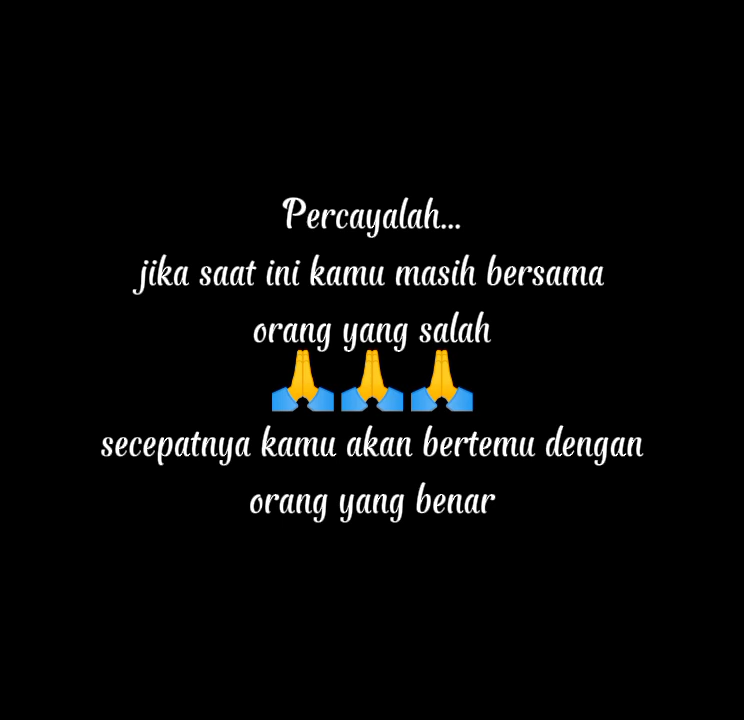 Percayalah...
jika saat ini kamu masih bersama
orang yang salah
🙏🙏🙏
secepatnya kamu akan bertemu dengan
orang yang benar